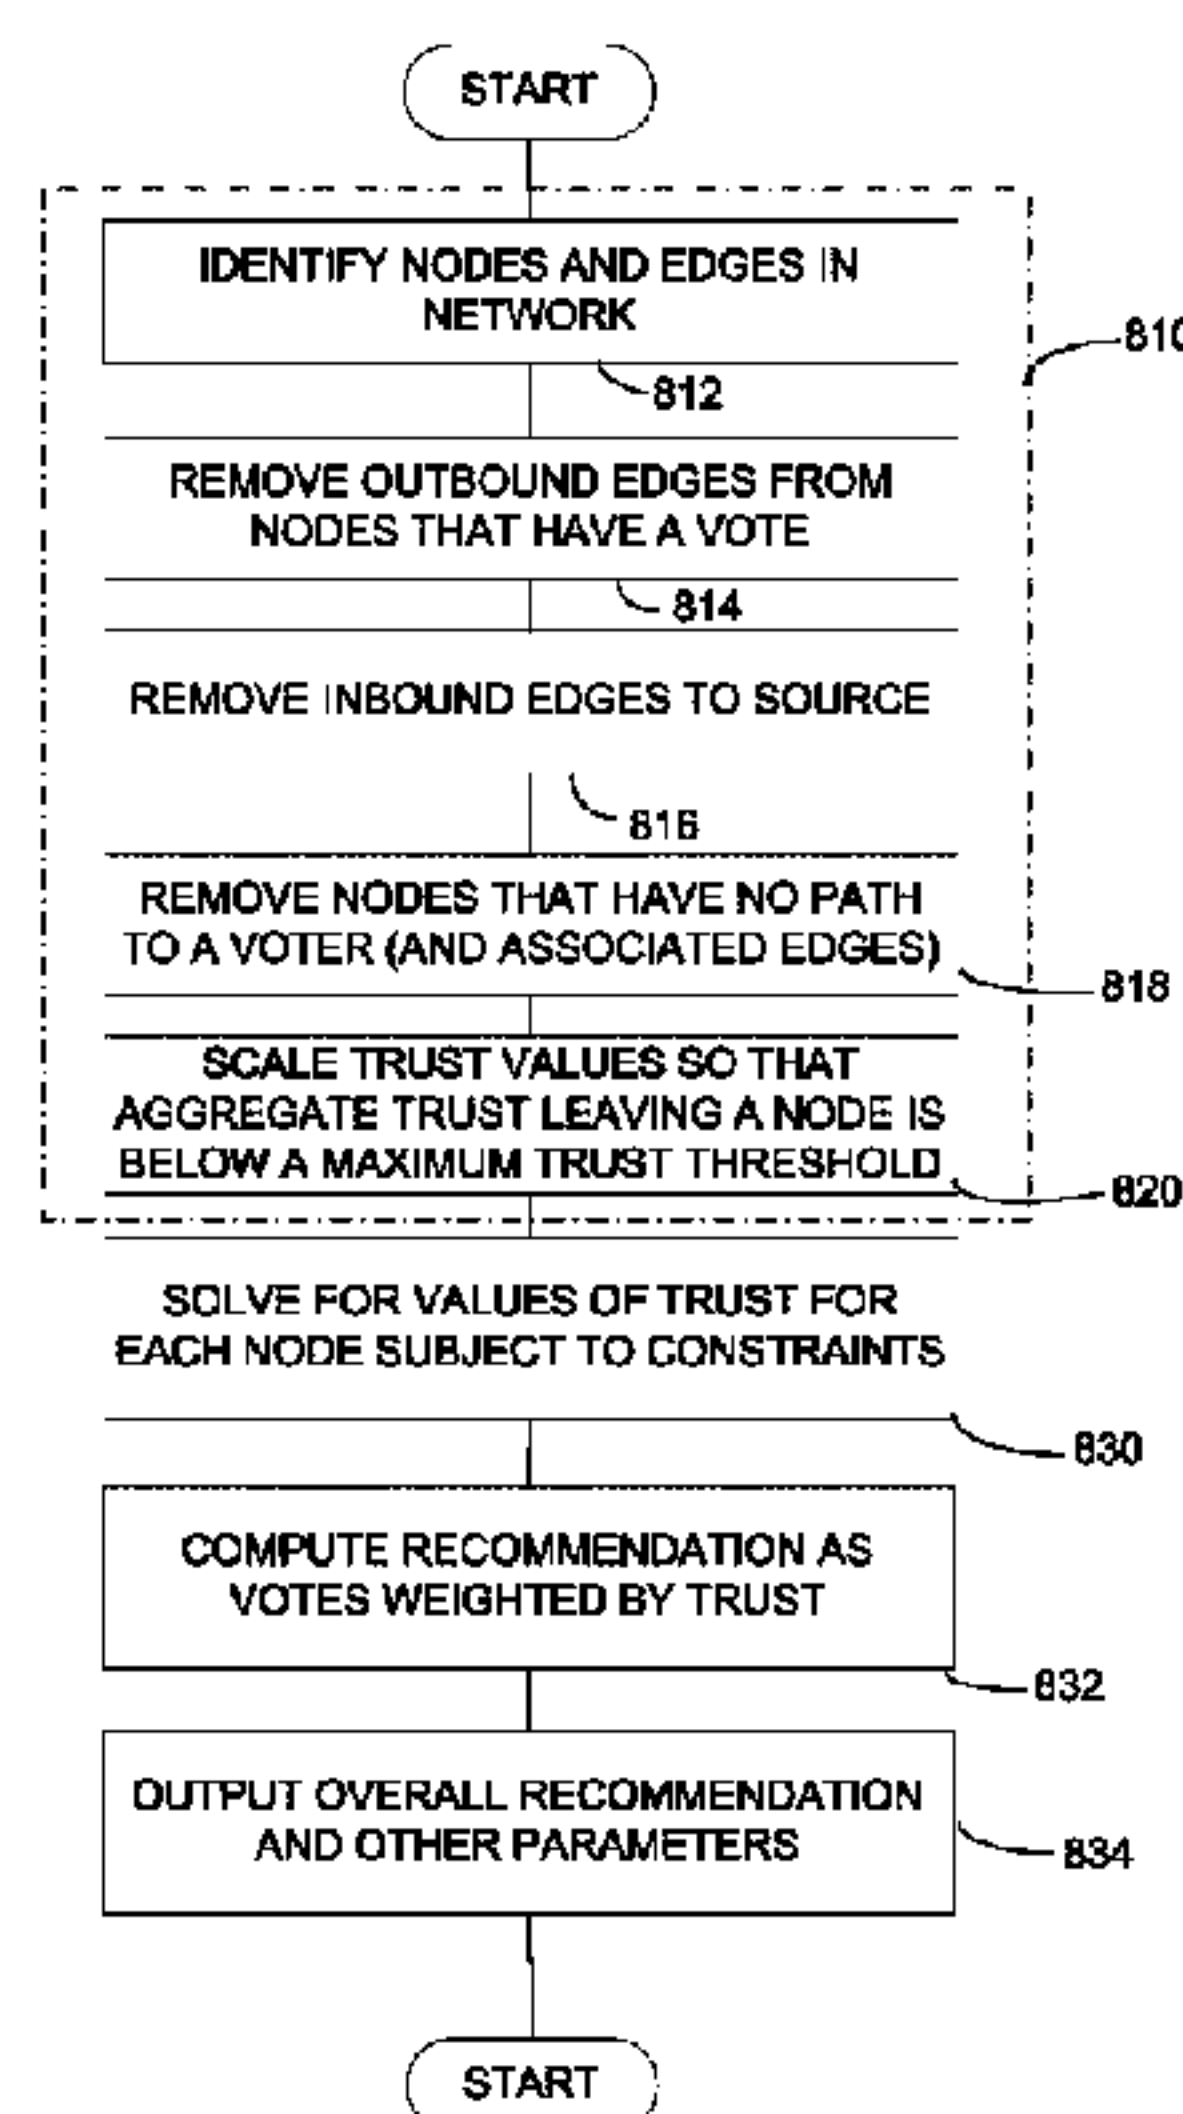 START
IDENTIFY NODES AND EDGES IN
NETWORK
810
812
REMOVE OUTBOUND EDGES FROM
NODES THAT HAVE A VOTE
814
REMOVE INBOUND EDGES TO SOURCE
816
REMOVE NODES THAT HAVE NO PATH
TO A VOTER (AND ASSOCIATED EDGES)
818
SCALE TRUST VALUES SO THAT
AGGREGATE TRUST LEAVING A NODE IS
BELOW A MAXIMUM TRUST THRESHOLD
820
SOLVE FOR VALUES OF TRUST FOR
EACH NODE SUBJECT TO CONSTRAINTS
830
COMPUTE RECOMMENDATION AS
VOTES WEIGHTED BY TRUST
832
OUTPUT OVERALL RECOMMENDATION
AND OTHER PARAMETERS
834
START